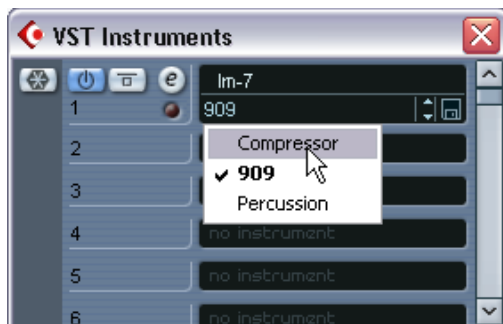 VST Instruments
e lm-7
1 909
Compressor
2
909
3
Percussion
4 no instrument
5 no instrument
6 no instrument